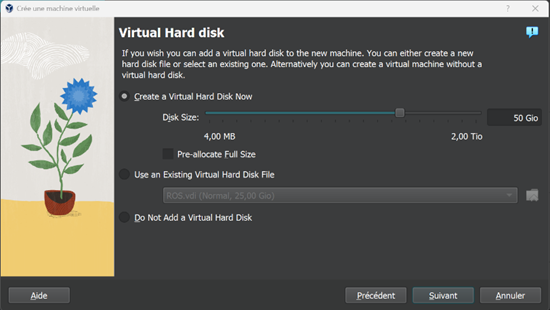 Crée une machine virtuelle
Virtual Hard disk
If you wish you can add a virtual hard disk to the new machine. You can either create a new
hard disk file or select an existing one. Alternatively you can create a virtual machine without a
virtual hard disk.
Create a Virtual Hard Disk Now
Disk Size:
50 Gio
4,00 MB
2,00 Tio
Pre-allocate Full Size
Use an Existing Virtual Hard Disk File
ROS.vdi (Normal, 25,00 Gio)
Do Not Add a Virtual Hard Disk
Aide
Précédent
Suivant
Annuler